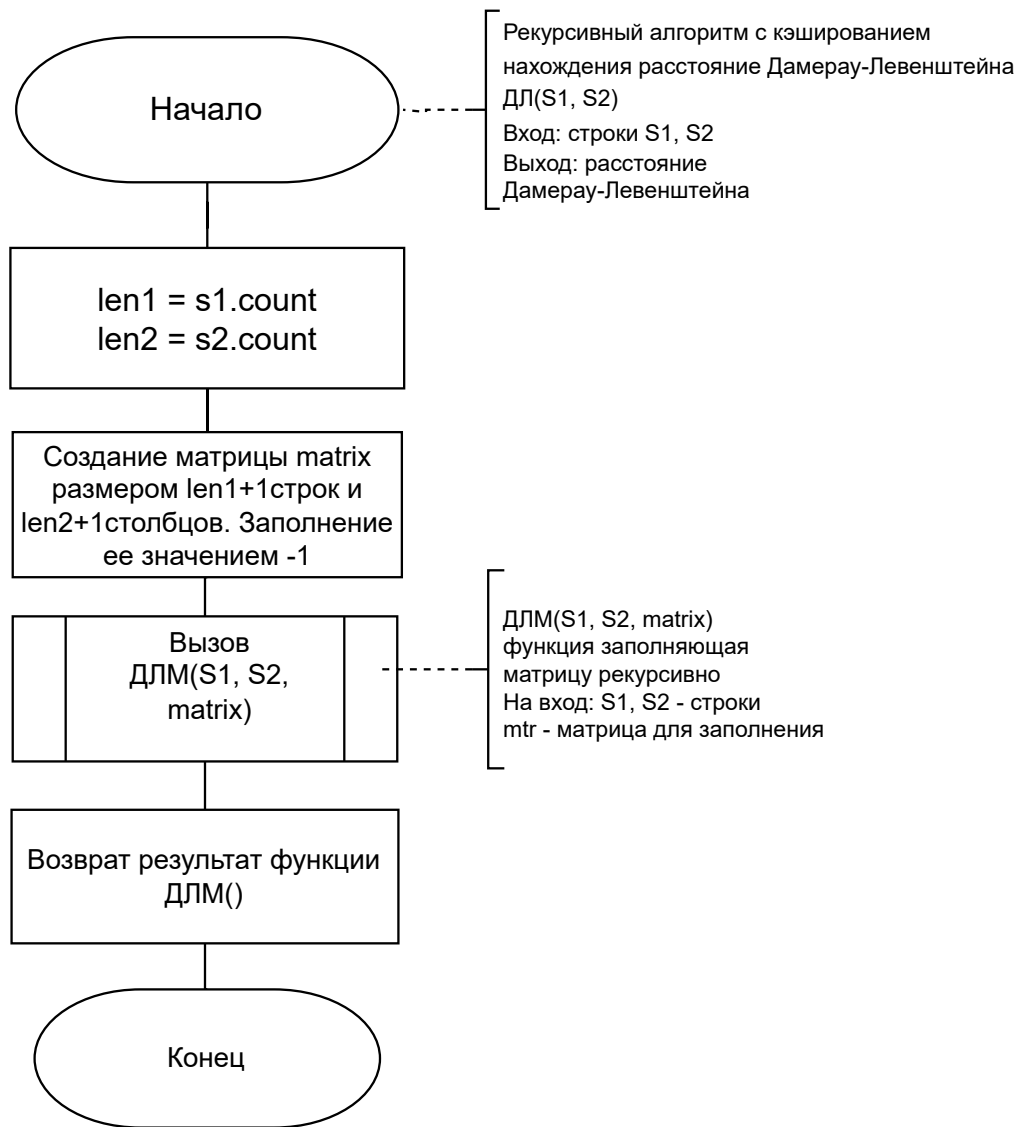 Начало
Рекурсивный алгоритм с кэшированием
нахождения расстояние Дамерау-Левенштейна
ДЛ(S1, S2)
Вход: строки S1, S2
Выход: расстояние
Дамерау-Левенштейна
len1 = s1.count
len2 = s2.count
Создание матрицы matrix
размером len1+1строк и
len2+1столбцов. Заполнение
ее значением -1
Вызов
ДЛМ(S1, S2,
matrix)
ДЛМ(S1, S2, matrix)
функция заполняющая
матрицу рекурсивно
На вход: S1, S2 - строки
mtr - матрица для заполнения
Возврат результат функции
ДЛМ()
Конец